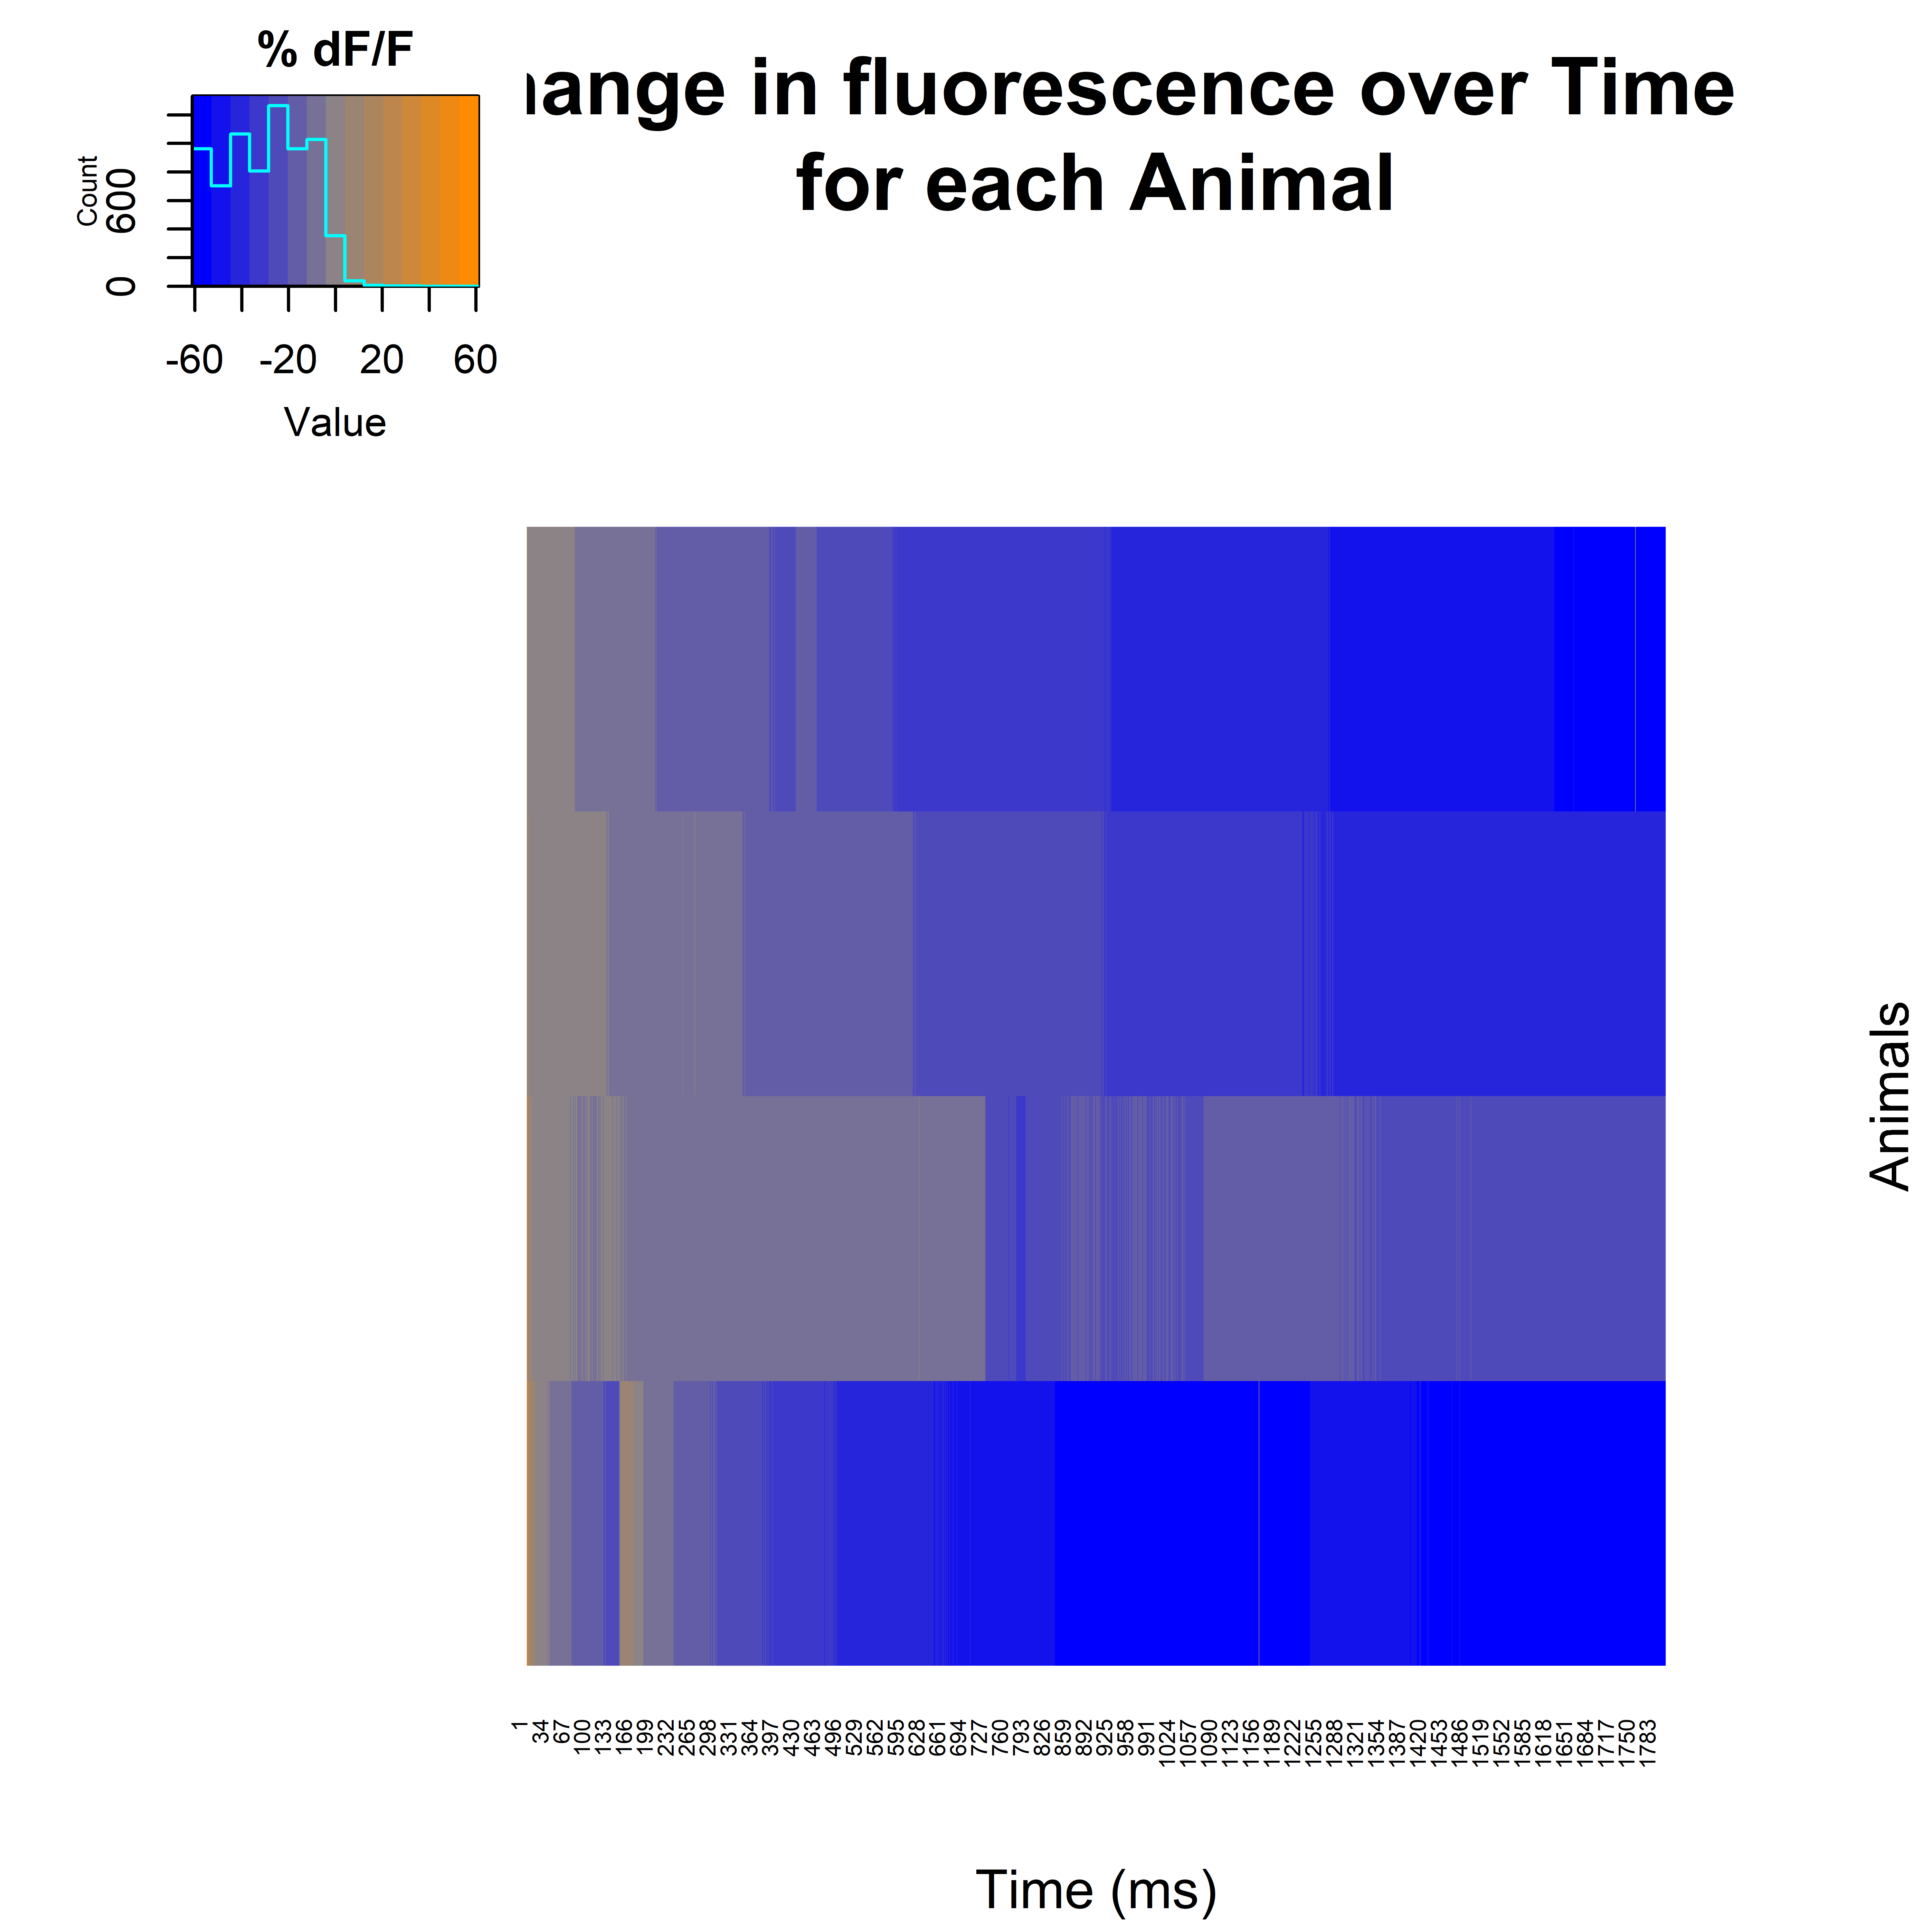 % dF/F
Count
0 600
-60 -20 20 60
Value
ange in fluorescence over Time
for each Animal
Animals
1 34 67 100 133 166 199 232 265 298 331 364 397 430 463 496 529 562 595 628 661 694 727 760 793 826 859 892 925 958 991 1024 1057 1090 1123 1156 1189 1222 1255 1288 1321 1354 1387 1420 1453 1486 1519 1552 1585 1618 1651 1684 1717 1750 1783
Time (ms)